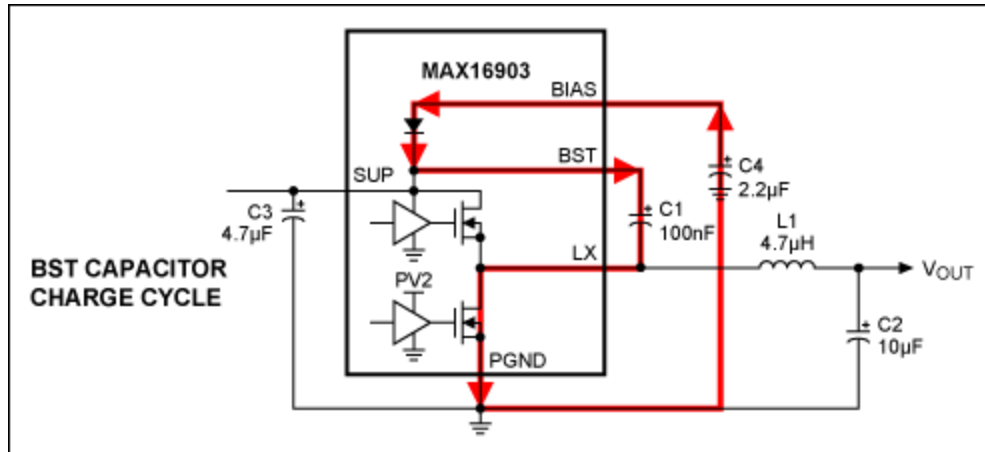 MAX16903
BIAS
BST
SUP
C4
2.2µF
C3
4.7µF
C1
100nF
L1
4.7µH
LX
VOUT
BST CAPACITOR
CHARGE CYCLE
PV2
C2
10µF
PGND